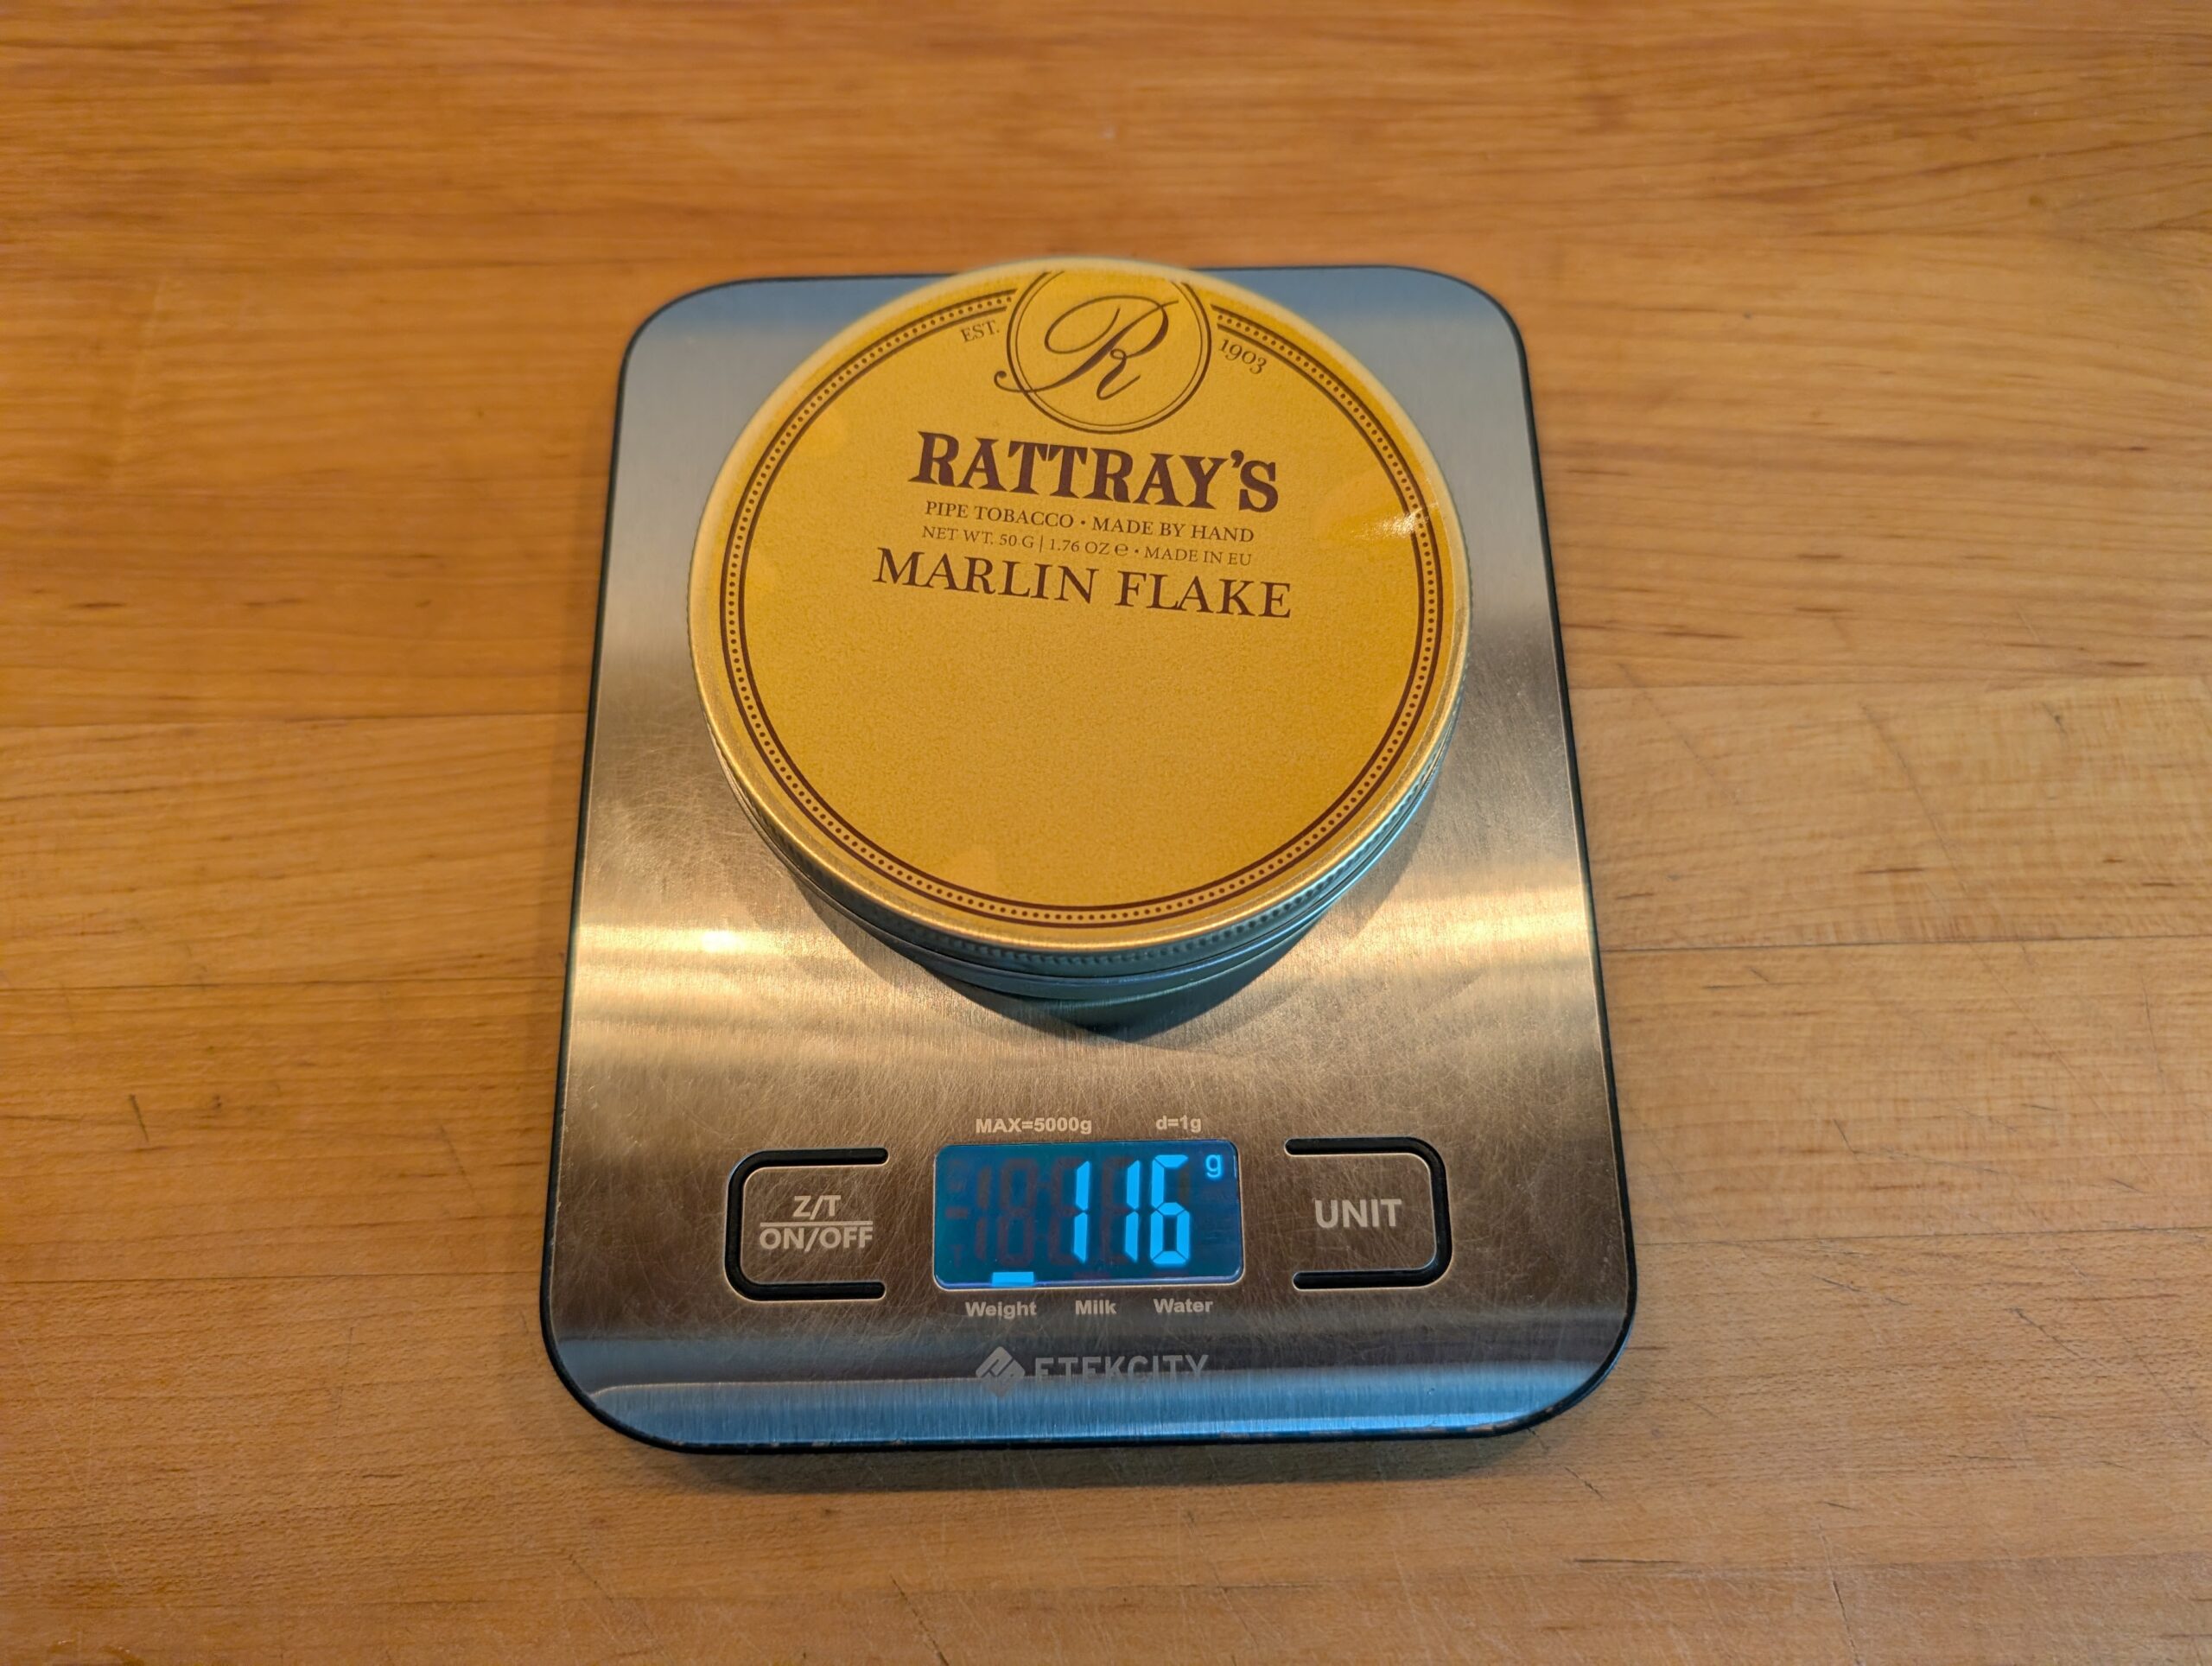 EST. R 1903
RATTRAY'S
PIPE TOBACCO • MADE BY HAND
NET WT. 50 G | 1.76 OZ ℮ • MADE IN EU
MARLIN FLAKE
MAX=5000g d=1g
Z/T
ON/OFF
116 g
UNIT
Weight Milk Water
ETEKCITY